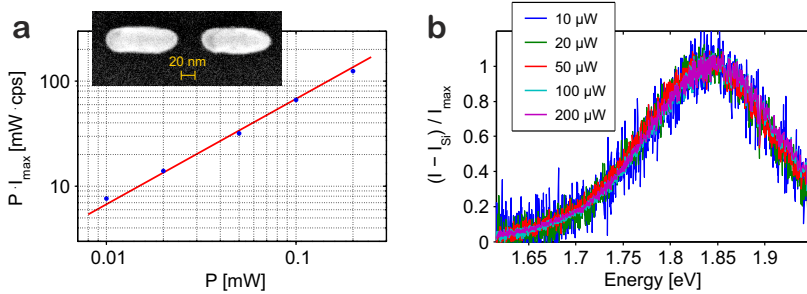 a
20 nm
P · I_max [mW · cps]
100
10
0.01
0.1
P [mW]
b
10 µW
20 µW
50 µW
100 µW
200 µW
(I − I_Si) / I_max
1
0.8
0.6
0.4
0.2
0
1.65
1.7
1.75
1.8
1.85
1.9
Energy [eV]